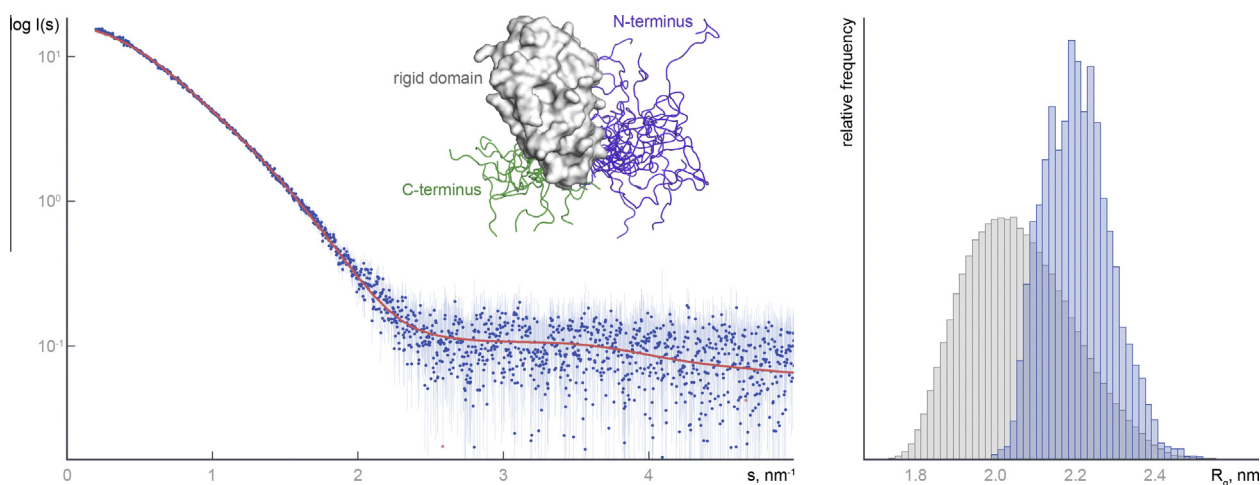 log I(s)
10¹
10⁰
10⁻¹
0
1
2
3
4
s, nm⁻¹
N-terminus
rigid domain
C-terminus
relative frequency
1.8
2.0
2.2
2.4
R_g, nm